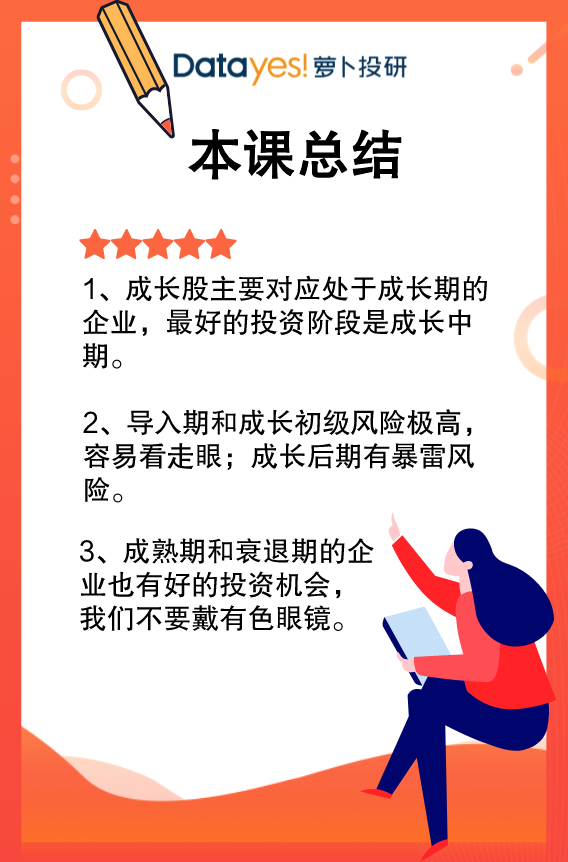 Datayes! 萝卜投研
本课总结
1、成长股主要对应处于成长期的
企业，最好的投资阶段是成长中
期。
2、导入期和成长初级风险极高，
容易看走眼；成长后期有暴雷风
险。
3、成熟期和衰退期的企
业也有好的投资机会，
我们不要戴有色眼镜。